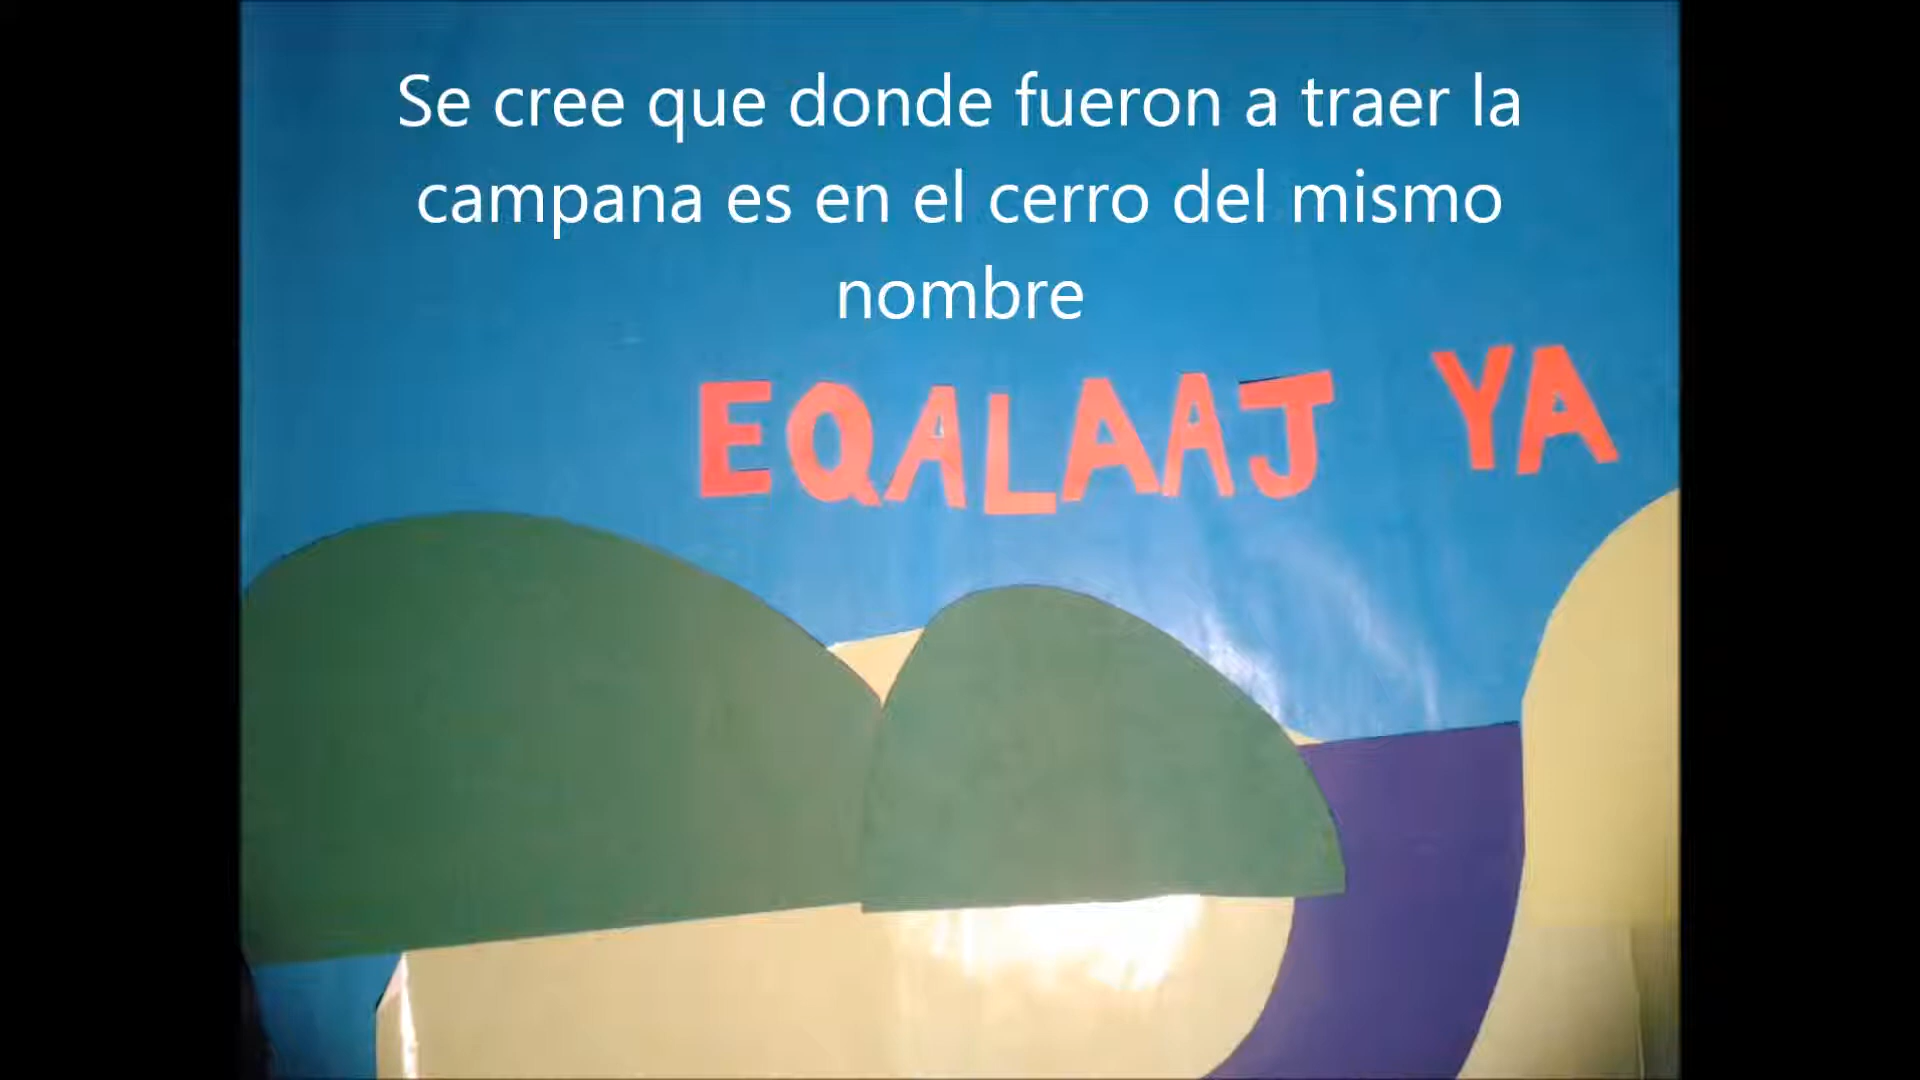 Se cree que donde fueron a traer la
campana es en el cerro del mismo
nombre
EQALAAJ YA